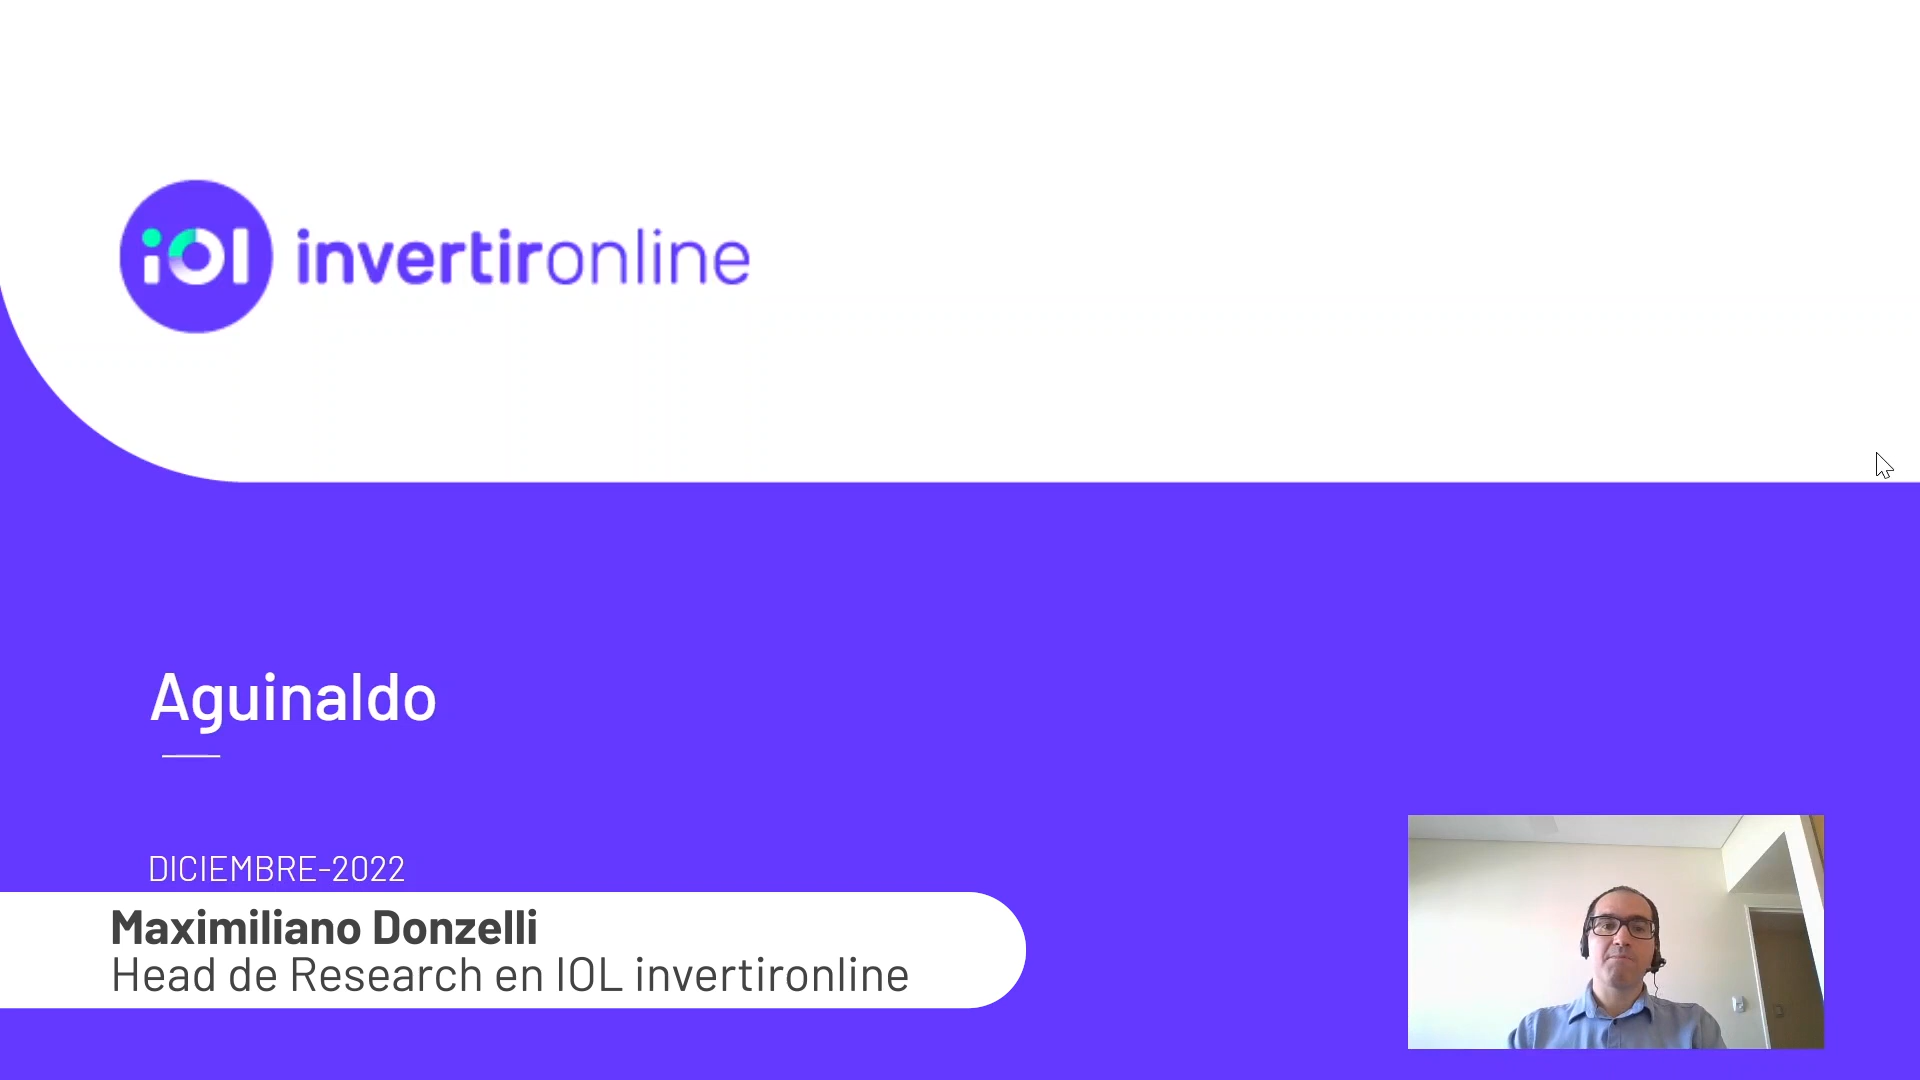 iOl invertironline
Aguinaldo
DICIEMBRE-2022
Maximiliano Donzelli
Head de Research en IOL invertironline